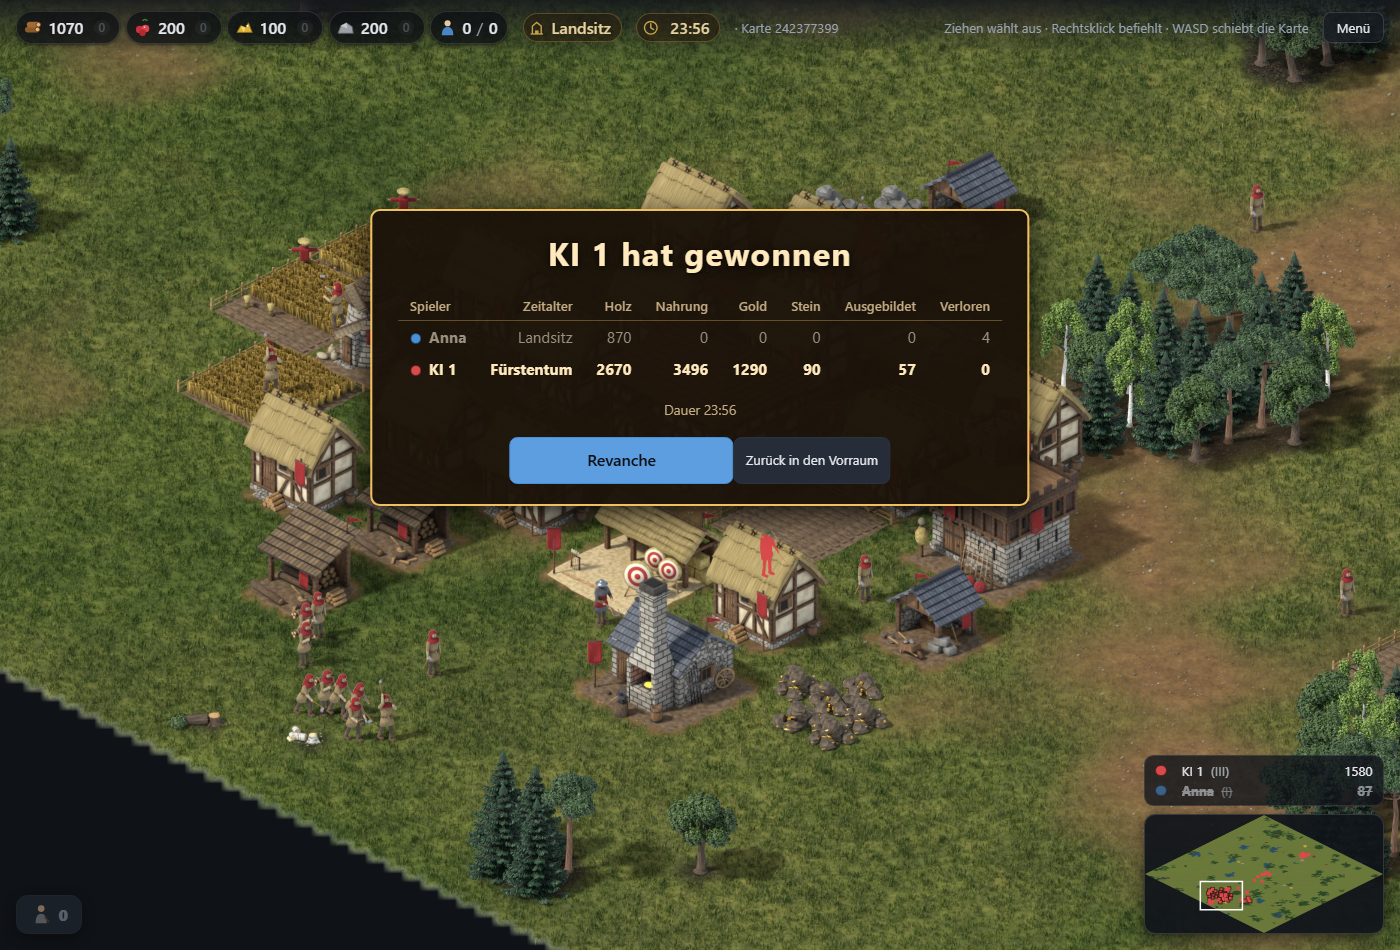 1070 0 200 0 100 0 200 0 0 / 0 Landsitz 23:56 · Karte 242377399 Ziehen wählt aus · Rechtsklick befiehlt · WASD schiebt die Karte Menü
KI 1 hat gewonnen
Spieler Zeitalter Holz Nahrung Gold Stein Ausgebildet Verloren
Anna Landsitz 870 0 0 0 0 4
KI 1 Fürstentum 2670 3496 1290 90 57 0
Dauer 23:56
Revanche Zurück in den Vorraum
KI 1 (III) 1580
Anna (I) 87
0